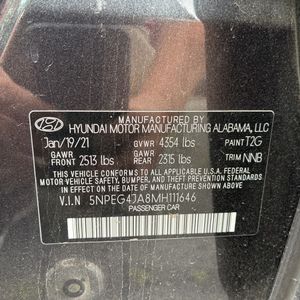 MANUFACTURED BY
HYUNDAI MOTOR MANUFACTURING ALABAMA, LLC
Jan/19/21 GVWR 4354 lbs PAINT T2G
GAWR FRONT 2513 lbs GAWR REAR 2315 lbs TRIM NNB
THIS VEHICLE CONFORMS TO ALL APPLICABLE U.S.A. FEDERAL MOTOR VEHICLE
SAFETY, BUMPER, AND THEFT PREVENTION STANDARDS IN EFFECT ON THE DATE OF MANUFACTURE SHOWN ABOVE.
V.I.N 5NPEG4JA8MH111646
PASSENGER CAR